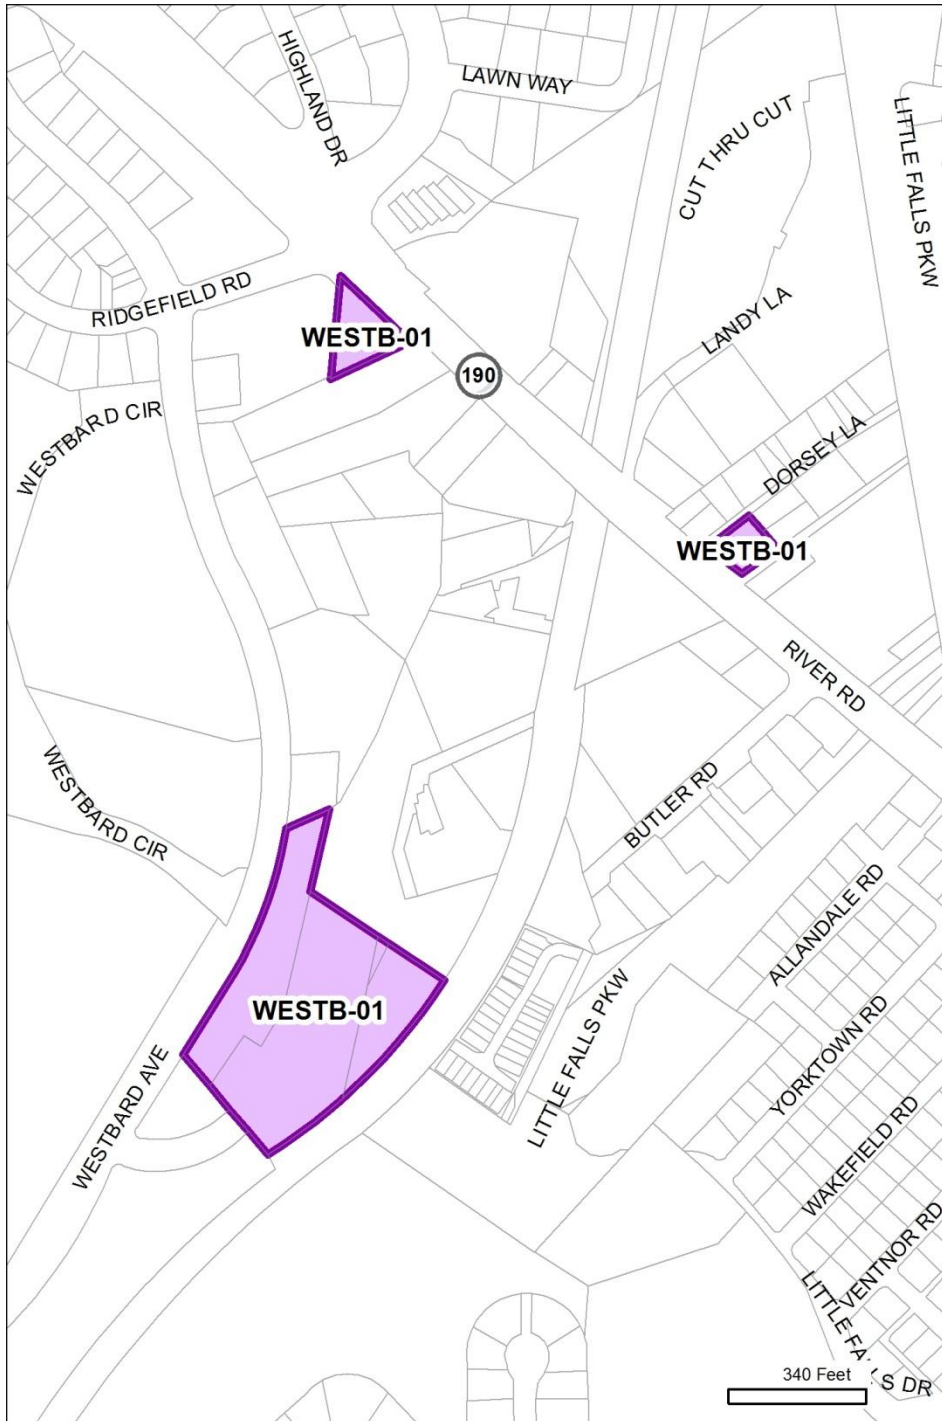 HIGHLAND DR
LAWN WAY
CUT THRU CUT
LITTLE FALLS PKW
RIDGEFIELD RD
LANDY LA
WESTB-01
190
WESTBARD CIR
DORSEY LA
WESTB-01
RIVER RD
WESTBARD CIR
BUTLER RD
ALLANDALE RD
WESTB-01
LITTLE FALLS PKW
YORKTOWN RD
WESTBARD AVE
WAKEFIELD RD
VENTNOR RD
LITTLE FALLS DR
340 Feet